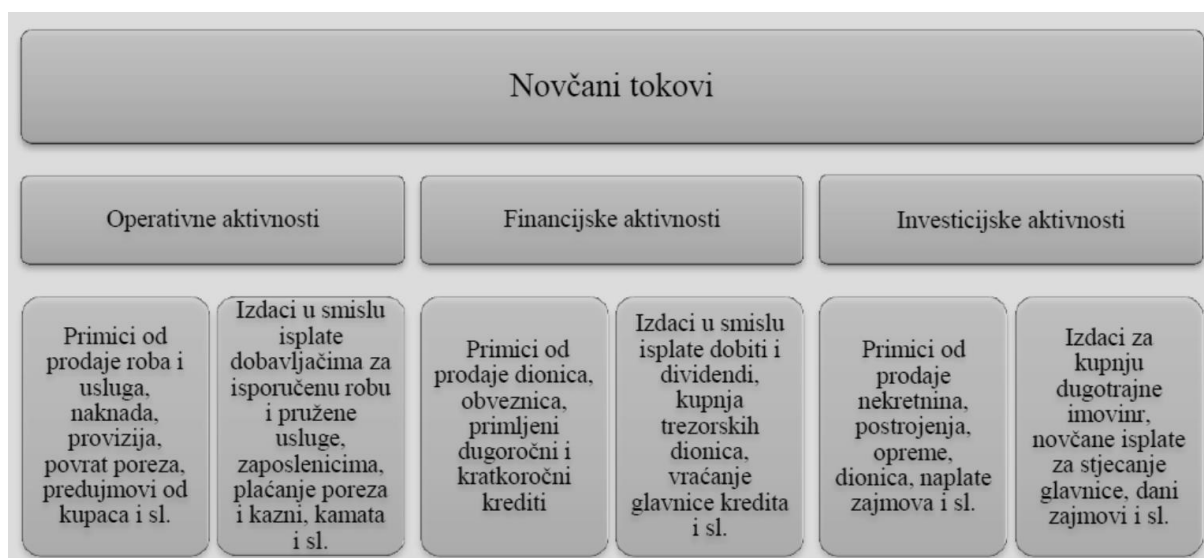 Novčani tokovi
Operativne aktivnosti
Financijske aktivnosti
Investicijske aktivnosti
Primici od
prodaje roba i
usluga,
naknada,
provizija,
povrat poreza,
predujmovi od
kupaca i sl.
Izdaci u smislu
isplate
dobavljačima za
isporučenu robu
i pružene
usluge,
zaposlenicima,
plaćanje poreza
i kazni, kamata
i sl.
Primici od
prodaje dionica,
obveznica,
primljeni
dugoročni i
kratkoročni
krediti
Izdaci u smislu
isplate dobiti i
dividendi,
kupnja
trezorskih
dionica,
vraćanje
glavnice kredita
i sl.
Primici od
prodaje
nekretnina,
postrojenja,
opreme,
dionica, naplate
zajmova i sl.
Izdaci za
kupnju
dugotrajne
imovinr,
novčane isplate
za stjecanje
glavnice, dani
zajmovi i sl.